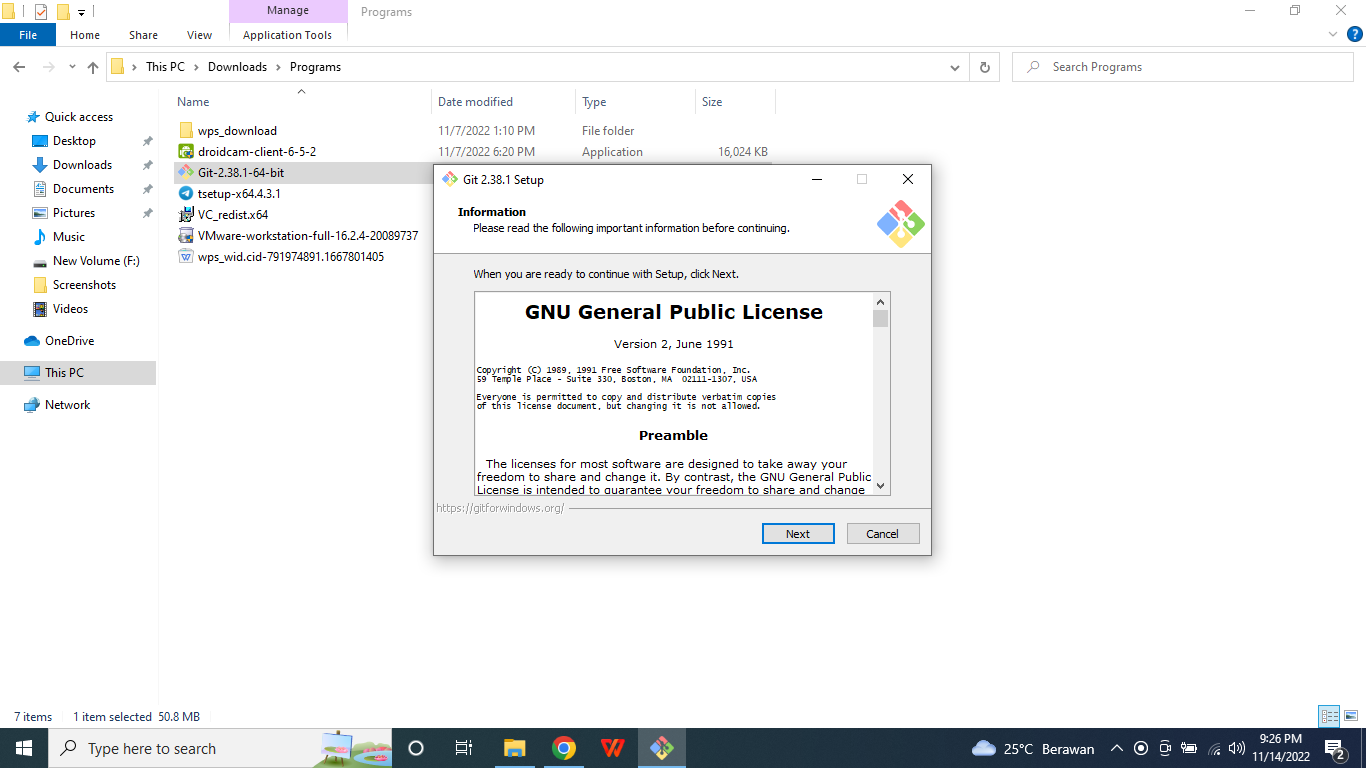 Manage
Programs
File
Home
Share
View
Application Tools
This PC
Downloads
Programs
Search Programs
Name
Date modified
Type
Size
Quick access
Desktop
Downloads
Documents
Pictures
Music
New Volume (F:)
Screenshots
Videos
OneDrive
This PC
Network
wps_download
11/7/2022 1:10 PM
File folder
droidcam-client-6-5-2
11/7/2022 6:20 PM
Application
16,024 KB
Git-2.38.1-64-bit
tsetup-x64.4.3.1
VC_redist.x64
VMware-workstation-full-16.2.4-20089737
wps_wid.cid-791974891.1667801405
Git 2.38.1 Setup
Information
Please read the following important information before continuing.
When you are ready to continue with Setup, click Next.
GNU General Public License
Version 2, June 1991
Copyright (C) 1989, 1991 Free Software Foundation, Inc.
59 Temple Place - Suite 330, Boston, MA  02111-1307, USA
Everyone is permitted to copy and distribute verbatim copies
of this license document, but changing it is not allowed.
Preamble
The licenses for most software are designed to take away your
freedom to share and change it. By contrast, the GNU General Public
License is intended to guarantee your freedom to share and change
https://gitforwindows.org/
Next
Cancel
7 items
1 item selected
50.8 MB
Type here to search
25°C
Berawan
9:26 PM
11/14/2022
2